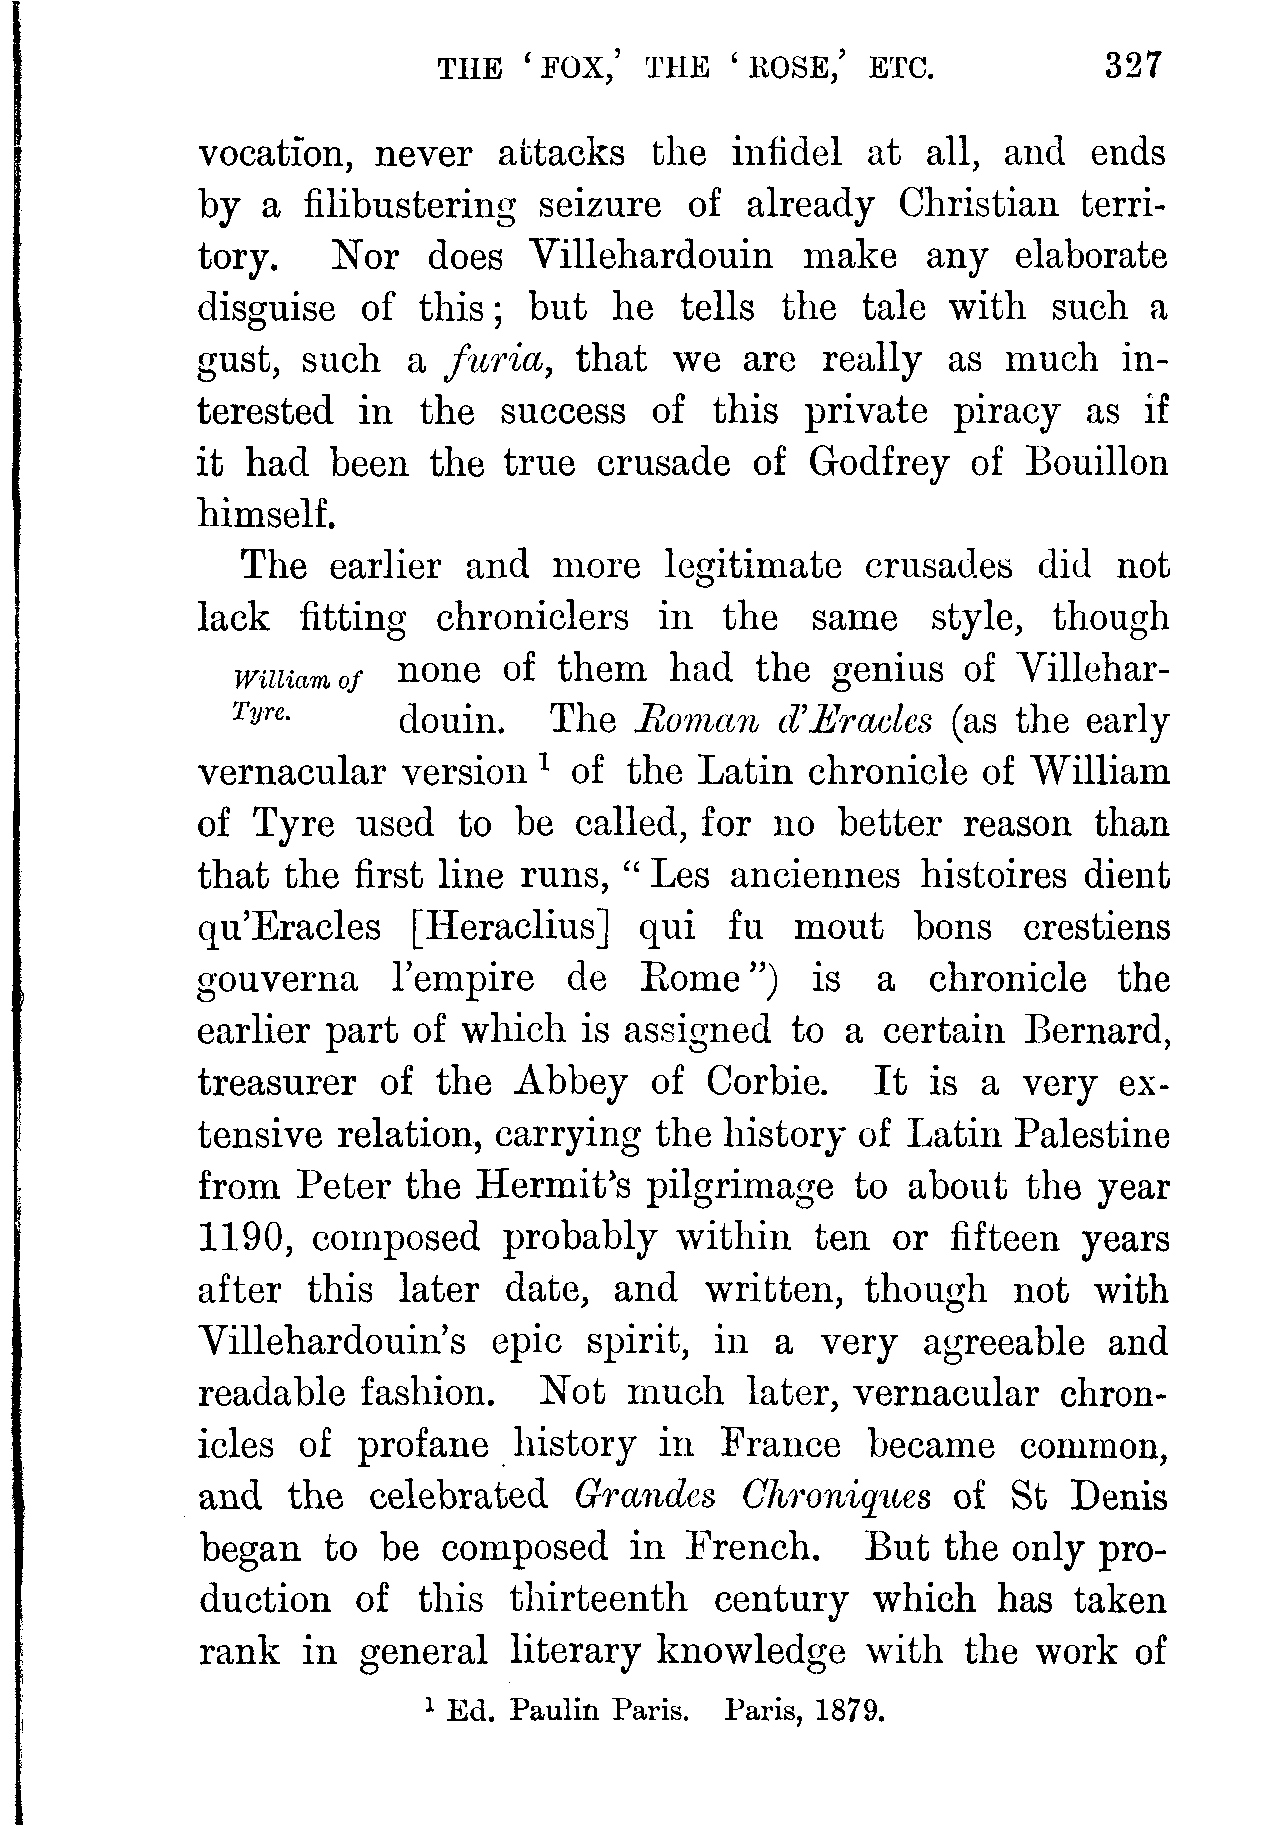 THE ‘ FOX,’ THE ‘ ROSE,’ ETC. 327
vocation, never attacks the infidel at all, and ends
by a filibustering seizure of already Christian terri-
tory. Nor does Villehardouin make any elaborate
disguise of this ; but he tells the tale with such a
gust, such a furia, that we are really as much in-
terested in the success of this private piracy as if
it had been the true crusade of Godfrey of Bouillon
himself.
The earlier and more legitimate crusades did not
lack fitting chroniclers in the same style, though
William of none of them had the genius of Villehar-
Tyre. douin. The Roman d’Eracles (as the early
vernacular version ¹ of the Latin chronicle of William
of Tyre used to be called, for no better reason than
that the first line runs, “ Les anciennes histoires dient
qu’Eracles [Heraclius] qui fu mout bons crestiens
gouverna l’empire de Rome ”) is a chronicle the
earlier part of which is assigned to a certain Bernard,
treasurer of the Abbey of Corbie. It is a very ex-
tensive relation, carrying the history of Latin Palestine
from Peter the Hermit’s pilgrimage to about the year
1190, composed probably within ten or fifteen years
after this later date, and written, though not with
Villehardouin’s epic spirit, in a very agreeable and
readable fashion. Not much later, vernacular chron-
icles of profane history in France became common,
and the celebrated Grandes Chroniques of St Denis
began to be composed in French. But the only pro-
duction of this thirteenth century which has taken
rank in general literary knowledge with the work of
¹ Ed. Paulin Paris. Paris, 1879.